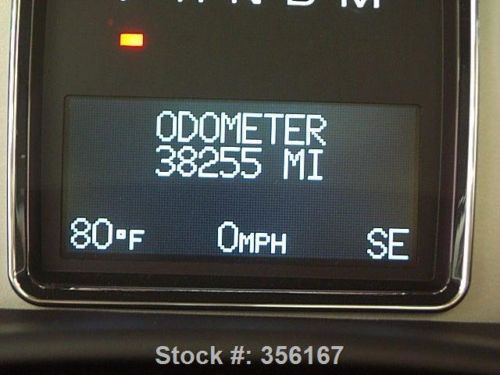 N D M
ODOMETER
38255 MI
80°F 0MPH SE
Stock #: 356167